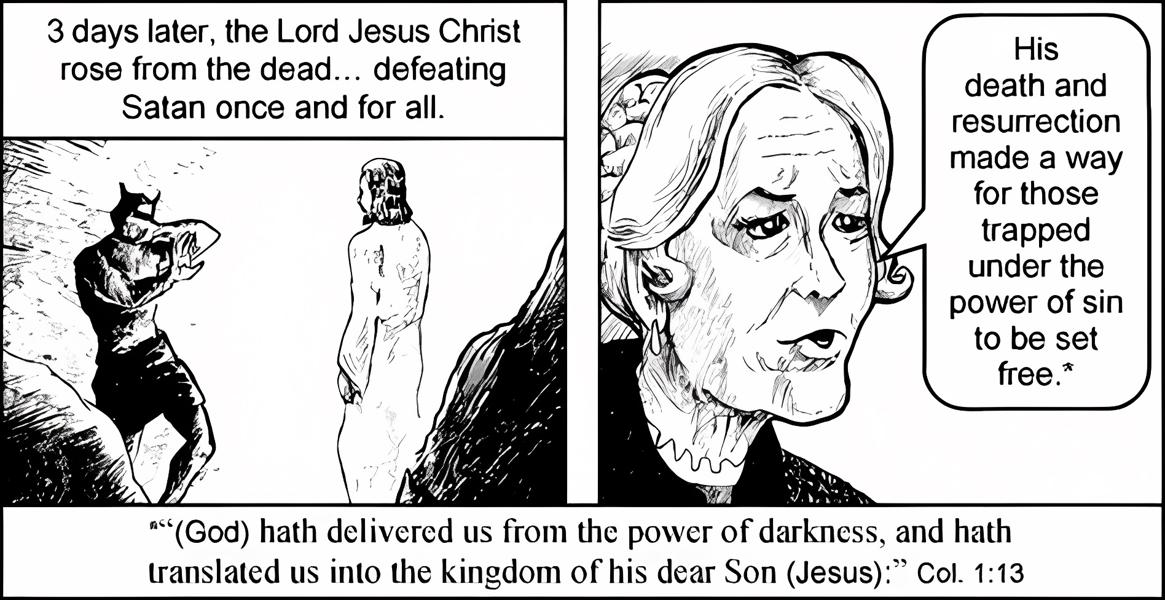 3 days later, the Lord Jesus Christ
rose from the dead... defeating
Satan once and for all.
His
death and
resurrection
made a way
for those
trapped
under the
power of sin
to be set
free.*
*“(God) hath delivered us from the power of darkness, and hath
translated us into the kingdom of his dear Son (Jesus):” Col. 1:13